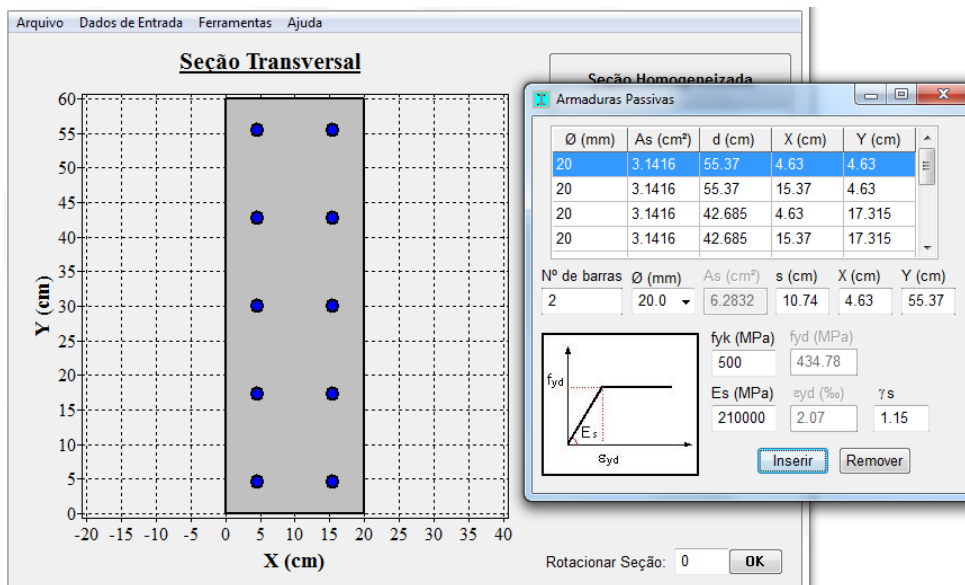 Arquivo Dados de Entrada Ferramentas Ajuda
Seção Transversal
Seção Homogeneizada
60
55
50
45
40
35
30
25
20
15
10
5
0
Y (cm)
-20 -15 -10 -5 0 5 10 15 20 25 30 35 40
X (cm)
Rotacionar Seção: 0 OK
Armaduras Passivas
Ø (mm) As (cm²) d (cm) X (cm) Y (cm)
20 3.1416 55.37 4.63 4.63
20 3.1416 55.37 15.37 4.63
20 3.1416 42.685 4.63 17.315
20 3.1416 42.685 15.37 17.315
Nº de barras Ø (mm) As (cm²) s (cm) X (cm) Y (cm)
2 20.0 6.2832 10.74 4.63 55.37
fyk (MPa) fyd (MPa)
500 434.78
Es (MPa) εyd (‰) γs
210000 2.07 1.15
fyd
Es
εyd
Inserir Remover